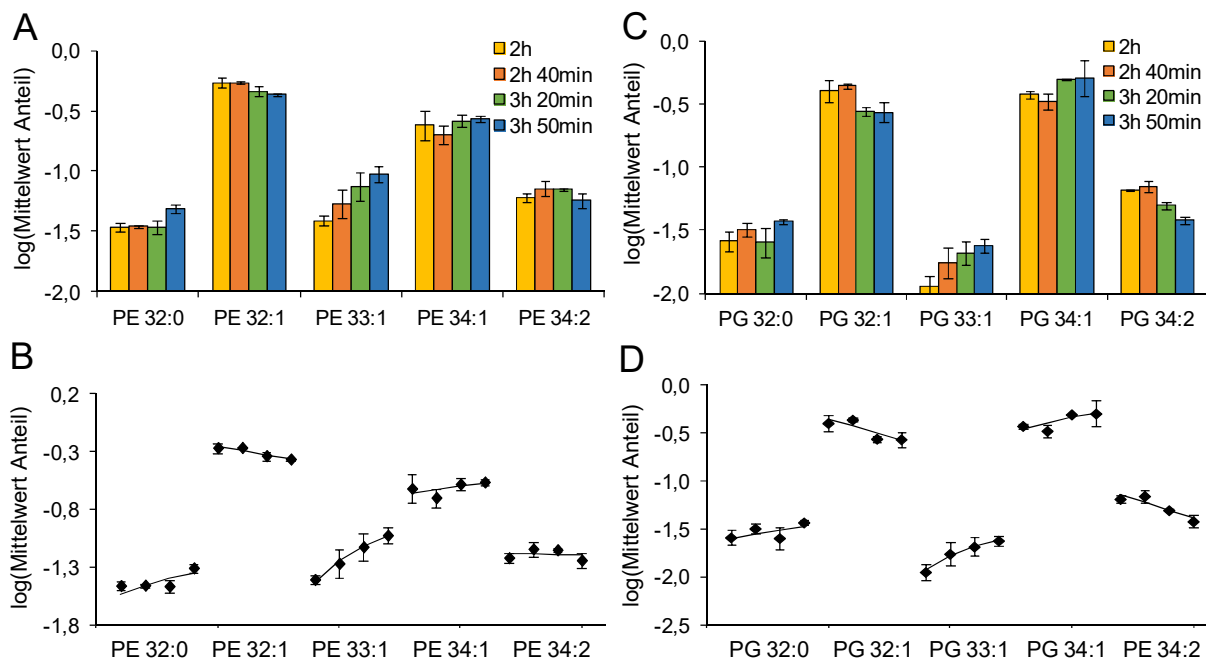 A
log(Mittelwert Anteil)
0,0
-0,5
-1,0
-1,5
-2,0
2h
2h 40min
3h 20min
3h 50min
PE 32:0 PE 32:1 PE 33:1 PE 34:1 PE 34:2
C
log(Mittelwert Anteil)
0,0
-0,5
-1,0
-1,5
-2,0
2h
2h 40min
3h 20min
3h 50min
PG 32:0 PG 32:1 PG 33:1 PG 34:1 PG 34:2
B
log(Mittelwert Anteil)
0,2
-0,3
-0,8
-1,3
-1,8
PE 32:0 PE 32:1 PE 33:1 PE 34:1 PE 34:2
D
log(Mittelwert Anteil)
0,0
-0,5
-1,0
-1,5
-2,0
-2,5
PG 32:0 PG 32:1 PG 33:1 PG 34:1 PE 34:2